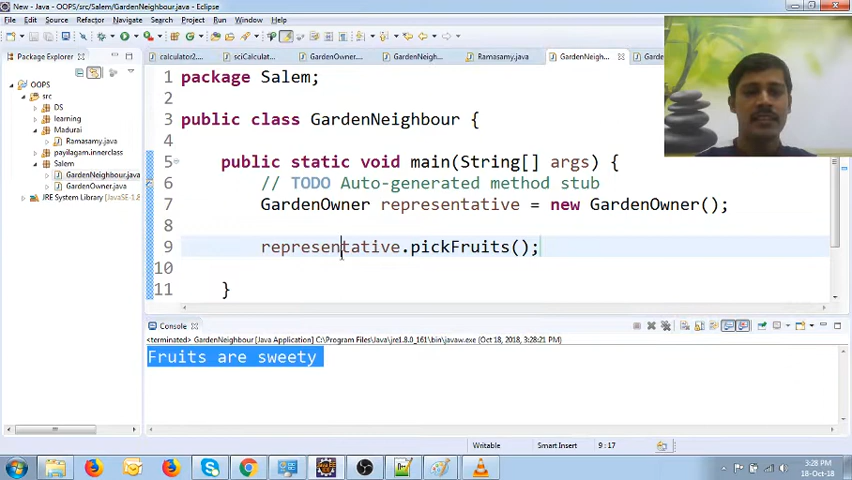 New - Java - OOPS/src/Salem/GardenNeighbour.java - Eclipse
File Edit Source Refactor Navigate Search Project Run Window Help
Package Explorer
calculator2.
sciCalculat
GardenOwner.
GardenNeigh
Ramasamy.java
GardenNeigh
Gard
OOPS
src
DS
learning
Madurai
Ramasamy.java
payilagam.innerclass
Salem
GardenNeighbour.java
GardenOwner.java
JRE System Library [JavaSE-1.8
1 package Salem;
2
3 public class GardenNeighbour {
4
5 public static void main(String[] args) {
6 // TODO Auto-generated method stub
7 GardenOwner representative = new GardenOwner();
8
9 representative.pickFruits();
10
11 }
Console
<terminated> GardenNeighbour [Java Application] C:\Program Files\Java\jre1.8.0_161\bin\javaw.exe (Oct 18, 2018, 3:28:21 PM)
Fruits are sweety
Writable
Smart Insert
9 : 17
3:28 PM
18-Oct-18